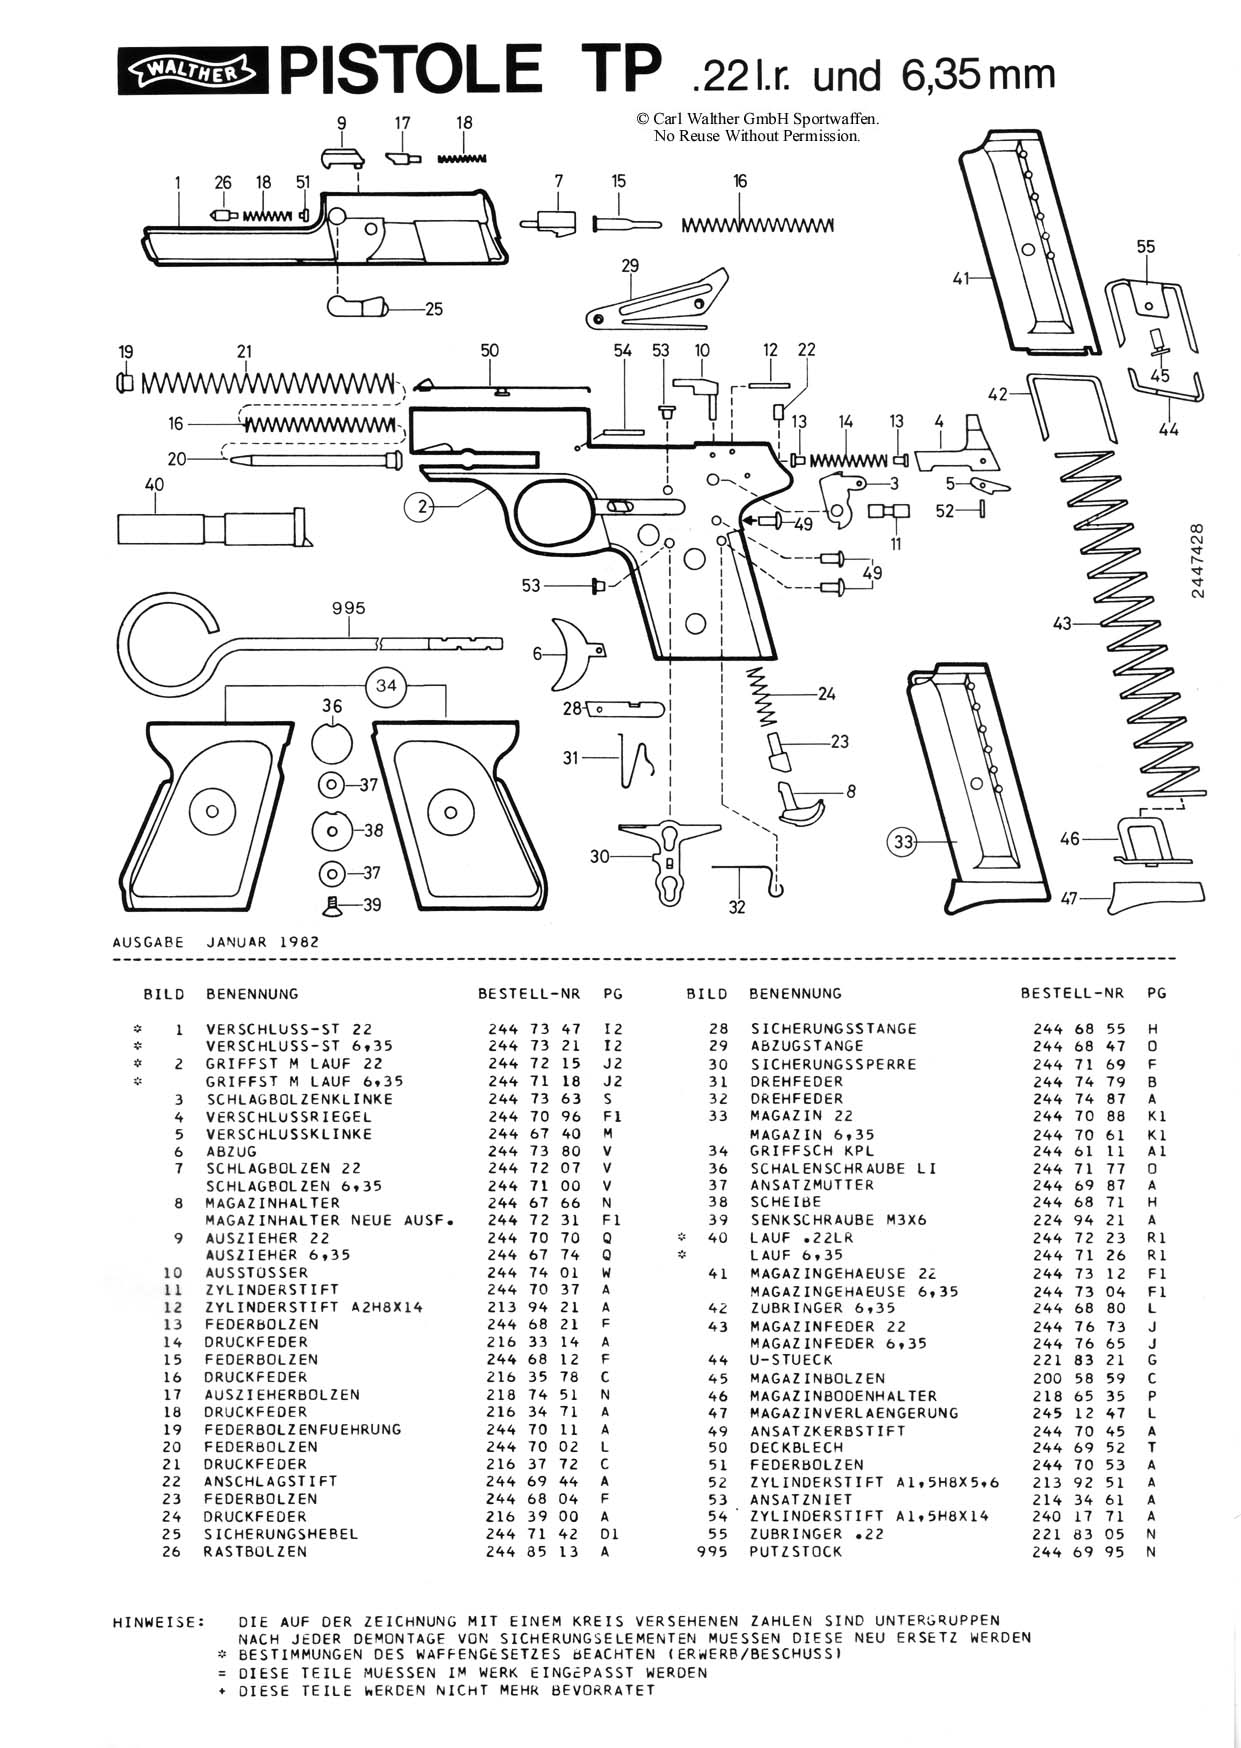 WALTHER PISTOLE TP .22 l.r. und 6,35 mm
© Carl Walther GmbH Sportwaffen.
No Reuse Without Permission.
9 17 18
1 26 18 51 7 15 16
55
41
29
25
19 21 50 54 53 10 12 22
45
42
44
16
13 14 13 4
20
40
2
3 5
49 11 52
2447428
53
49
995
43
6
34
24
36
28
23
31
37
8
38
30
33
46
37
32
47
39
AUSGABE JANUAR 1982
BILD BENENNUNG BESTELL-NR PG
* 1 VERSCHLUSS-ST 22 244 73 47 I2
* VERSCHLUSS-ST 6,35 244 73 21 I2
* 2 GRIFFST M LAUF 22 244 72 15 J2
* GRIFFST M LAUF 6,35 244 71 18 J2
3 SCHLAGBOLZENKLINKE 244 73 63 S
4 VERSCHLUSSRIEGEL 244 70 96 F1
5 VERSCHLUSSKLINKE 244 67 40 M
6 ABZUG 244 73 80 V
7 SCHLAGBOLZEN 22 244 72 07 V
SCHLAGBOLZEN 6,35 244 71 00 V
8 MAGAZINHALTER 244 67 66 N
MAGAZINHALTER NEUE AUSF. 244 72 31 F1
9 AUSZIEHER 22 244 70 70 Q
AUSZIEHER 6,35 244 67 74 Q
10 AUSSTOSSER 244 74 01 W
11 ZYLINDERSTIFT 244 70 37 A
12 ZYLINDERSTIFT A2H8X14 213 94 21 A
13 FEDERBOLZEN 244 68 21 F
14 DRUCKFEDER 216 33 14 A
15 FEDERBOLZEN 244 68 12 F
16 DRUCKFEDER 216 35 78 C
17 AUSZIEHERBOLZEN 218 74 51 N
18 DRUCKFEDER 216 34 71 A
19 FEDERBOLZENFUEHRUNG 244 70 11 A
20 FEDERBOLZEN 244 70 02 L
21 DRUCKFEDER 216 37 72 C
22 ANSCHLAGSTIFT 244 69 44 A
23 FEDERBOLZEN 244 68 04 F
24 DRUCKFEDER 216 39 00 A
25 SICHERUNGSHEBEL 244 71 42 D1
26 RASTBOLZEN 244 85 13 A
BILD BENENNUNG BESTELL-NR PG
28 SICHERUNGSSTANGE 244 68 55 H
29 ABZUGSTANGE 244 68 47 O
30 SICHERUNGSSPERRE 244 71 69 F
31 DREHFEDER 244 74 79 B
32 DREHFEDER 244 74 87 A
33 MAGAZIN 22 244 70 88 K1
MAGAZIN 6,35 244 70 61 K1
34 GRIFFSCH KPL 244 61 11 A1
36 SCHALENSCHRAUBE LI 244 71 77 O
37 ANSATZMUTTER 244 69 87 A
38 SCHEIBE 244 68 71 H
39 SENKSCHRAUBE M3X6 224 94 21 A
* 40 LAUF .22LR 244 72 23 R1
* LAUF 6,35 244 71 26 R1
41 MAGAZINGEHAEUSE 22 244 73 12 F1
MAGAZINGEHAEUSE 6,35 244 73 04 F1
42 ZUBRINGER 6,35 244 68 80 L
43 MAGAZINFEDER 22 244 76 73 J
MAGAZINFEDER 6,35 244 76 65 J
44 U-STUECK 221 83 21 G
45 MAGAZINBOLZEN 200 58 59 C
46 MAGAZINBODENHALTER 218 65 35 P
47 MAGAZINVERLAENGERUNG 245 12 47 L
49 ANSATZKERBSTIFT 244 70 45 A
50 DECKBLECH 244 69 52 T
51 FEDERBOLZEN 244 70 53 A
52 ZYLINDERSTIFT A1,5H8X5,6 213 92 51 A
53 ANSATZNIET 214 34 61 A
54 ZYLINDERSTIFT A1,5H8X14 240 17 71 A
55 ZUBRINGER .22 221 83 05 N
995 PUTZSTOCK 244 69 95 N
HINWEISE: DIE AUF DER ZEICHNUNG MIT EINEM KREIS VERSEHENEN ZAHLEN SIND UNTERGRUPPEN
NACH JEDER DEMONTAGE VON SICHERUNGSELEMENTEN MUESSEN DIESE NEU ERSETZ WERDEN
* BESTIMMUNGEN DES WAFFENGESETZES BEACHTEN (ERWERB/BESCHUSS)
= DIESE TEILE MUESSEN IM WERK EINGEPASST WERDEN
+ DIESE TEILE WERDEN NICHT MEHR BEVORRATET